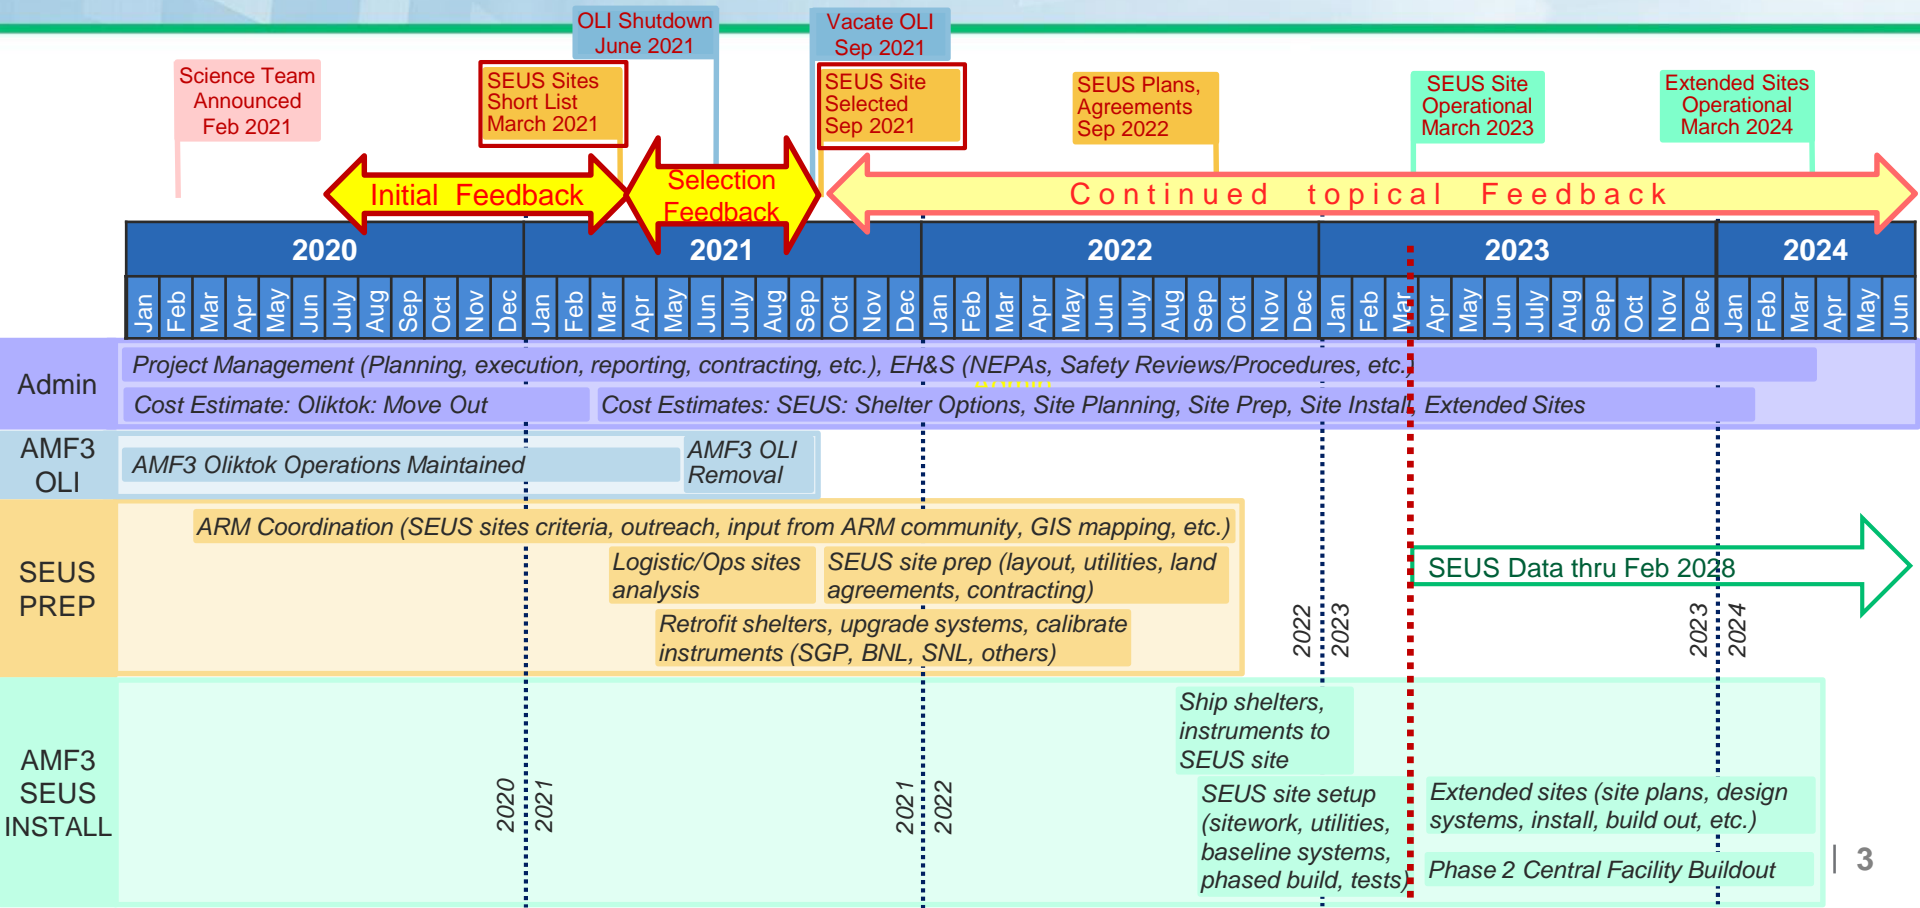 OLI Shutdown
June 2021
Vacate OLI
Sep 2021
Science Team
Announced
Feb 2021
SEUS Sites
Short List
March 2021
SEUS Site
Selected
Sep 2021
SEUS Plans,
Agreements
Sep 2022
SEUS Site
Operational
March 2023
Extended Sites
Operational
March 2024
Initial Feedback
Selection
Feedback
Continued topical Feedback
2020
2021
2022
2023
2024
Jan Feb Mar Apr May Jun July Aug Sep Oct Nov Dec Jan Feb Mar Apr May Jun July Aug Sep Oct Nov Dec Jan Feb Mar Apr May Jun Jul Aug Sep Oct Nov Dec Jan Feb Mar Apr May Jun July Aug Sep Oct Nov Dec Jan Feb Mar Apr May Jun
Admin
Project Management (Planning, execution, reporting, contracting, etc.), EH&S (NEPAs, Safety Reviews/Procedures, etc.)
Cost Estimate: Oliktok: Move Out
Cost Estimates: SEUS: Shelter Options, Site Planning, Site Prep, Site Install, Extended Sites
AMF3
OLI
AMF3 Oliktok Operations Maintained
AMF3 OLI
Removal
SEUS
PREP
ARM Coordination (SEUS sites criteria, outreach, input from ARM community, GIS mapping, etc.)
Logistic/Ops sites
analysis
SEUS site prep (layout, utilities, land
agreements, contracting)
Retrofit shelters, upgrade systems, calibrate
instruments (SGP, BNL, SNL, others)
SEUS Data thru Feb 2028
2022
2023
2023
2024
AMF3
SEUS
INSTALL
2020
2021
2021
2022
Ship shelters,
instruments to
SEUS site
SEUS site setup
(sitework, utilities,
baseline systems,
phased build, tests)
Extended sites (site plans, design
systems, install, build out, etc.)
Phase 2 Central Facility Buildout
| 3